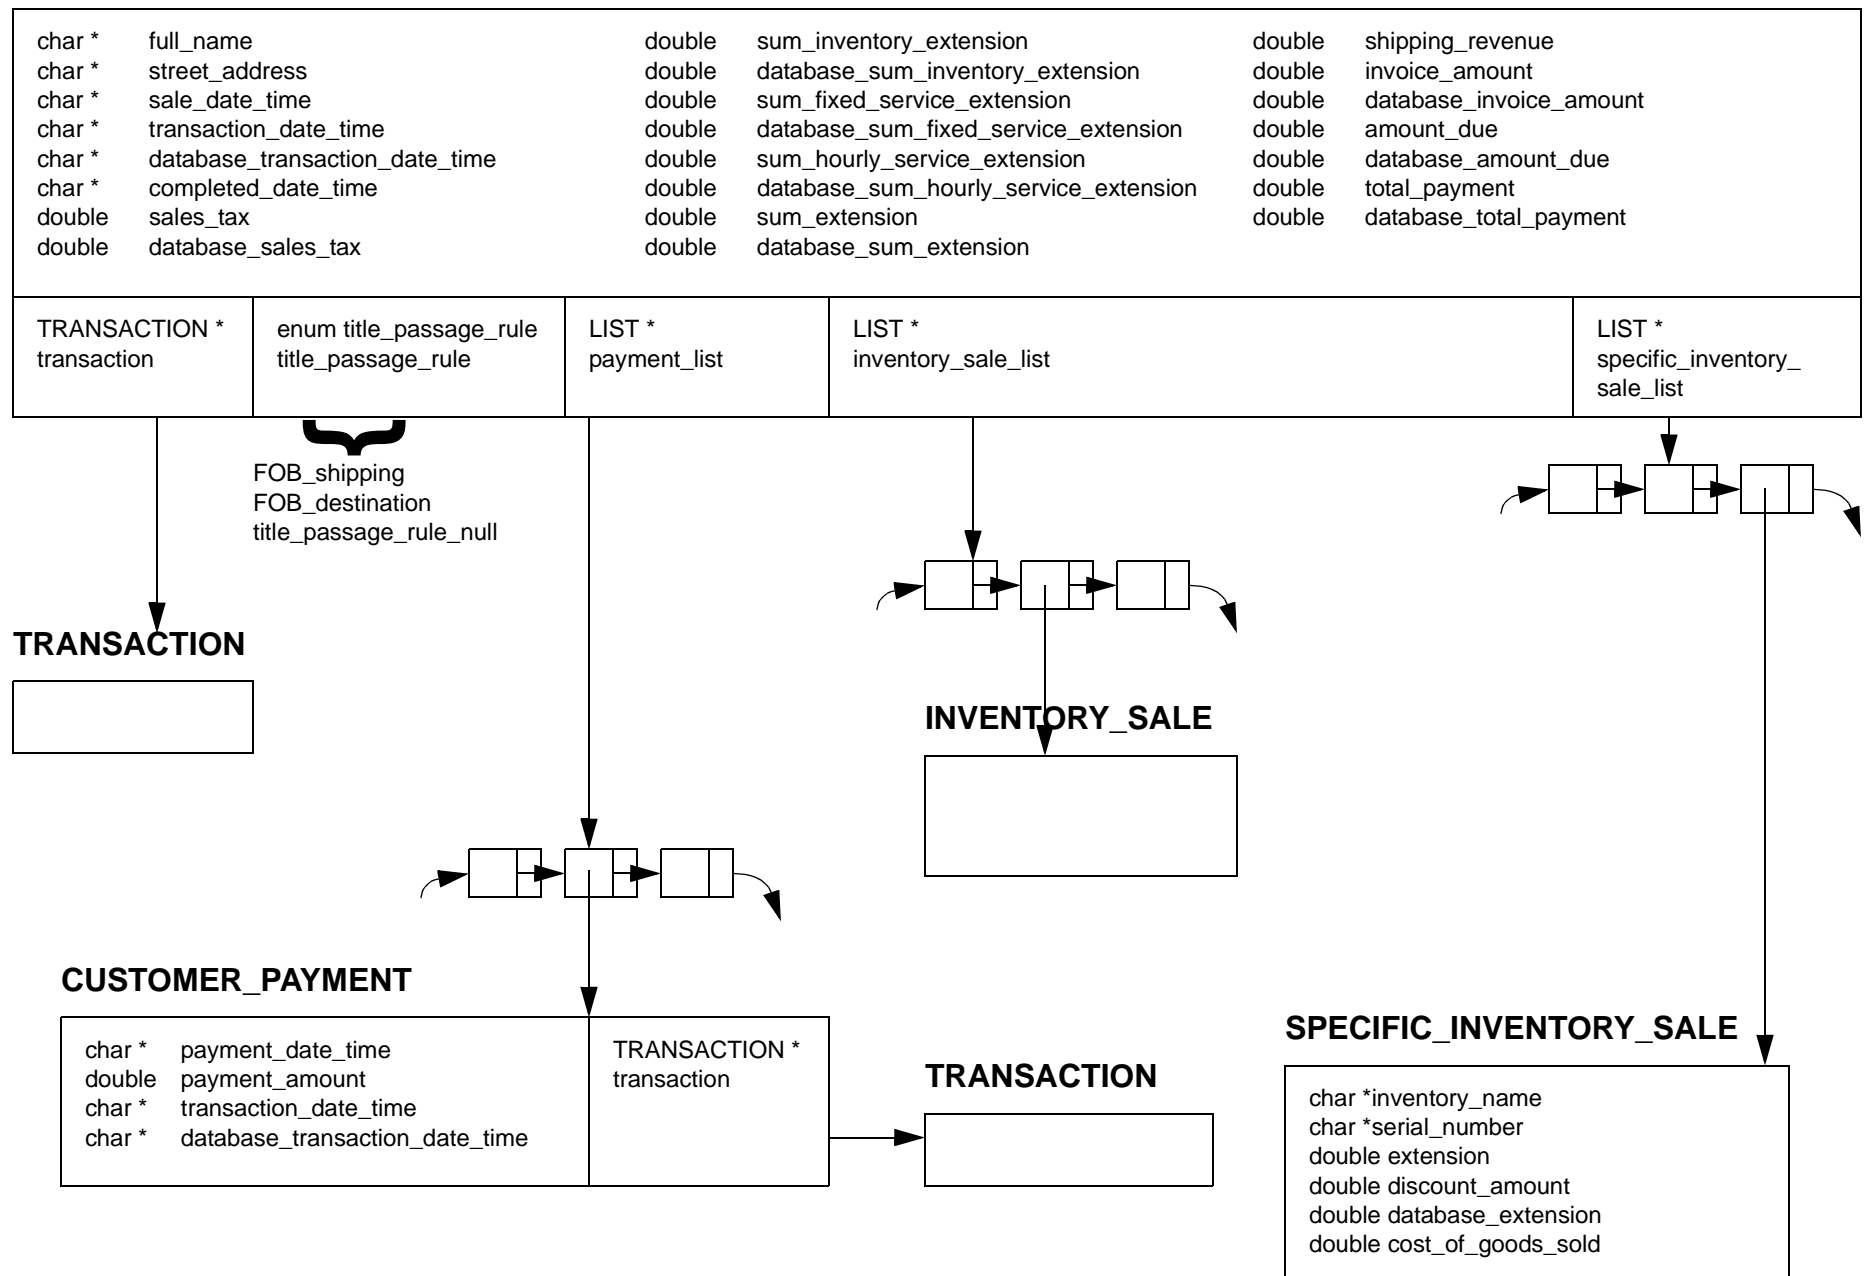 char * full_name
char * street_address
char * sale_date_time
char * transaction_date_time
char * database_transaction_date_time
char * completed_date_time
double sales_tax
double database_sales_tax
double sum_inventory_extension
double database_sum_inventory_extension
double sum_fixed_service_extension
double database_sum_fixed_service_extension
double sum_hourly_service_extension
double database_sum_hourly_service_extension
double sum_extension
double database_sum_extension
double shipping_revenue
double invoice_amount
double database_invoice_amount
double amount_due
double database_amount_due
double total_payment
double database_total_payment
TRANSACTION *
transaction
enum title_passage_rule
title_passage_rule
LIST *
payment_list
LIST *
inventory_sale_list
LIST *
specific_inventory_
sale_list
FOB_shipping
FOB_destination
title_passage_rule_null
TRANSACTION
INVENTORY_SALE
CUSTOMER_PAYMENT
char * payment_date_time
double payment_amount
char * transaction_date_time
char * database_transaction_date_time
TRANSACTION *
transaction
TRANSACTION
SPECIFIC_INVENTORY_SALE
char *inventory_name
char *serial_number
double extension
double discount_amount
double database_extension
double cost_of_goods_sold